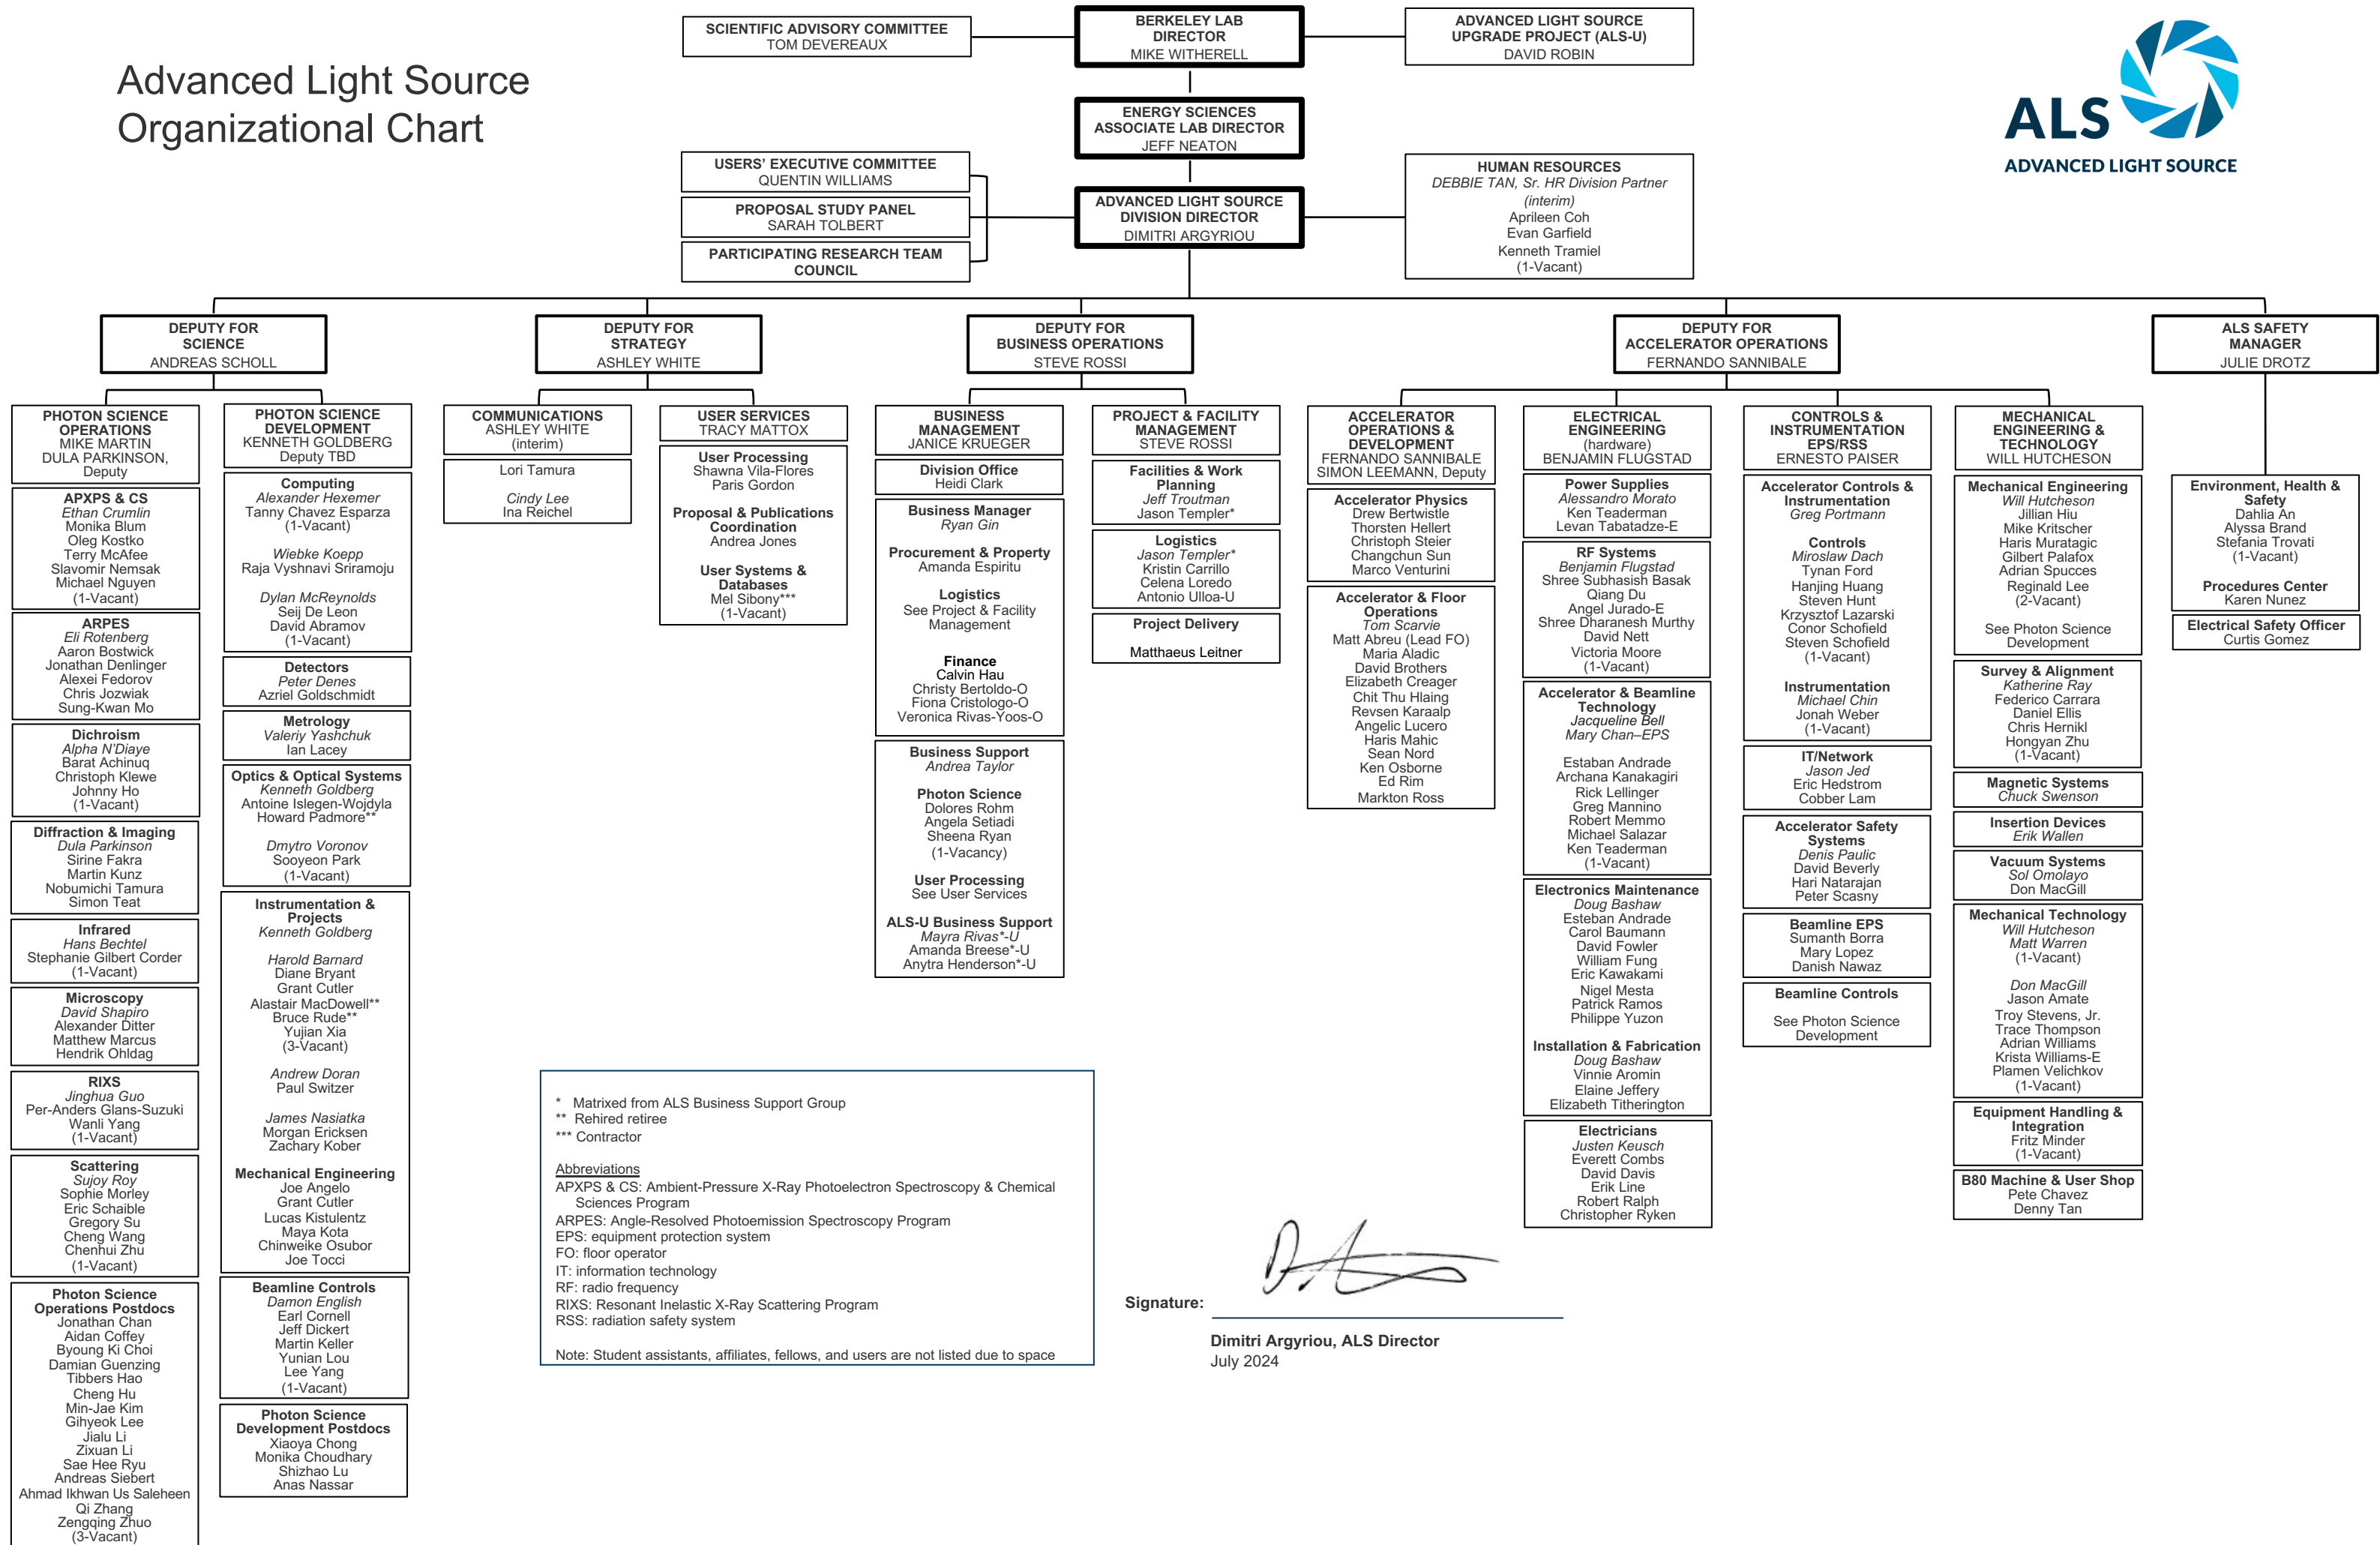 Advanced Light Source
Organizational Chart
SCIENTIFIC ADVISORY COMMITTEE
TOM DEVEREAUX
BERKELEY LAB
DIRECTOR
MIKE WITHERELL
ADVANCED LIGHT SOURCE
UPGRADE PROJECT (ALS-U)
DAVID ROBIN
ALS
ADVANCED LIGHT SOURCE
ENERGY SCIENCES
ASSOCIATE LAB DIRECTOR
JEFF NEATON
USERS' EXECUTIVE COMMITTEE
QUENTIN WILLIAMS
PROPOSAL STUDY PANEL
SARAH TOLBERT
PARTICIPATING RESEARCH TEAM
COUNCIL
ADVANCED LIGHT SOURCE
DIVISION DIRECTOR
DIMITRI ARGYRIOU
HUMAN RESOURCES
DEBBIE TAN, Sr. HR Division Partner
(interim)
Aprileen Coh
Evan Garfield
Kenneth Tramiel
(1-Vacant)
DEPUTY FOR
SCIENCE
ANDREAS SCHOLL
DEPUTY FOR
STRATEGY
ASHLEY WHITE
DEPUTY FOR
BUSINESS OPERATIONS
STEVE ROSSI
DEPUTY FOR
ACCELERATOR OPERATIONS
FERNANDO SANNIBALE
ALS SAFETY
MANAGER
JULIE DROTZ
PHOTON SCIENCE
OPERATIONS
MIKE MARTIN
DULA PARKINSON,
Deputy
APXPS & CS
Ethan Crumlin
Monika Blum
Oleg Kostko
Terry McAfee
Slavomir Nemsak
Michael Nguyen
(1-Vacant)
ARPES
Eli Rotenberg
Aaron Bostwick
Jonathan Denlinger
Alexei Fedorov
Chris Jozwiak
Sung-Kwan Mo
Dichroism
Alpha N'Diaye
Barat Achinuq
Christoph Klewe
Johnny Ho
(1-Vacant)
Diffraction & Imaging
Dula Parkinson
Sirine Fakra
Martin Kunz
Nobumichi Tamura
Simon Teat
Infrared
Hans Bechtel
Stephanie Gilbert Corder
(1-Vacant)
Microscopy
David Shapiro
Alexander Ditter
Matthew Marcus
Hendrik Ohldag
RIXS
Jinghua Guo
Per-Anders Glans-Suzuki
Wanli Yang
(1-Vacant)
Scattering
Sujoy Roy
Sophie Morley
Eric Schaible
Gregory Su
Cheng Wang
Chenhui Zhu
(1-Vacant)
Photon Science
Operations Postdocs
Jonathan Chan
Aidan Coffey
Byoung Ki Choi
Damian Guenzing
Tibbers Hao
Cheng Hu
Min-Jae Kim
Gihyeok Lee
Jialu Li
Zixuan Li
Sae Hee Ryu
Andreas Siebert
Ahmad Ikhwan Us Saleheen
Qi Zhang
Zengqing Zhuo
(3-Vacant)
PHOTON SCIENCE
DEVELOPMENT
KENNETH GOLDBERG
Deputy TBD
Computing
Alexander Hexemer
Tanny Chavez Esparza
(1-Vacant)
Wiebke Koepp
Raja Vyshnavi Sriramoju
Dylan McReynolds
Seij De Leon
David Abramov
(1-Vacant)
Detectors
Peter Denes
Azriel Goldschmidt
Metrology
Valeriy Yashchuk
Ian Lacey
Optics & Optical Systems
Kenneth Goldberg
Antoine Islegen-Wojdyla
Howard Padmore**
Dmytro Voronov
Sooyeon Park
(1-Vacant)
Instrumentation &
Projects
Kenneth Goldberg
Harold Barnard
Diane Bryant
Grant Cutler
Alastair MacDowell**
Bruce Rude**
Yujian Xia
(3-Vacant)
Andrew Doran
Paul Switzer
James Nasiatka
Morgan Ericksen
Zachary Kober
Mechanical Engineering
Joe Angelo
Grant Cutler
Lucas Kistulentz
Maya Kota
Chinweike Osubor
Joe Tocci
Beamline Controls
Damon English
Earl Cornell
Jeff Dickert
Martin Keller
Yunian Lou
Lee Yang
(1-Vacant)
Photon Science
Development Postdocs
Xiaoya Chong
Monika Choudhary
Shizhao Lu
Anas Nassar
COMMUNICATIONS
ASHLEY WHITE
(interim)
Lori Tamura
Cindy Lee
Ina Reichel
USER SERVICES
TRACY MATTOX
User Processing
Shawna Vila-Flores
Paris Gordon
Proposal & Publications
Coordination
Andrea Jones
User Systems &
Databases
Mel Sibony***
(1-Vacant)
BUSINESS
MANAGEMENT
JANICE KRUEGER
Division Office
Heidi Clark
Business Manager
Ryan Gin
Procurement & Property
Amanda Espiritu
Logistics
See Project & Facility
Management
Finance
Calvin Hau
Christy Bertoldo-O
Fiona Cristologo-O
Veronica Rivas-Yoos-O
Business Support
Andrea Taylor
Photon Science
Dolores Rohm
Angela Setiadi
Sheena Ryan
(1-Vacancy)
User Processing
See User Services
ALS-U Business Support
Mayra Rivas*-U
Amanda Breese*-U
Anytra Henderson*-U
PROJECT & FACILITY
MANAGEMENT
STEVE ROSSI
Facilities & Work
Planning
Jeff Troutman
Jason Templer*
Logistics
Jason Templer*
Kristin Carrillo
Celena Loredo
Antonio Ulloa-U
Project Delivery
Matthaeus Leitner
ACCELERATOR
OPERATIONS &
DEVELOPMENT
FERNANDO SANNIBALE
SIMON LEEMANN, Deputy
Accelerator Physics
Drew Bertwistle
Thorsten Hellert
Christoph Steier
Changchun Sun
Marco Venturini
Accelerator & Floor
Operations
Tom Scarvie
Matt Abreu (Lead FO)
Maria Aladic
David Brothers
Elizabeth Creager
Chit Thu Hlaing
Revsen Karaalp
Angelic Lucero
Haris Mahic
Sean Nord
Ken Osborne
Ed Rim
Markton Ross
ELECTRICAL
ENGINEERING
(hardware)
BENJAMIN FLUGSTAD
Power Supplies
Alessandro Morato
Ken Teaderman
Levan Tabatadze-E
RF Systems
Benjamin Flugstad
Shree Subhasish Basak
Qiang Du
Angel Jurado-E
Shree Dharanesh Murthy
David Nett
Victoria Moore
(1-Vacant)
Accelerator & Beamline
Technology
Jacqueline Bell
Mary Chan–EPS
Estaban Andrade
Archana Kanakagiri
Rick Lellinger
Greg Mannino
Robert Memmo
Michael Salazar
Ken Teaderman
(1-Vacant)
Electronics Maintenance
Doug Bashaw
Esteban Andrade
Carol Baumann
David Fowler
William Fung
Eric Kawakami
Nigel Mesta
Patrick Ramos
Philippe Yuzon
Installation & Fabrication
Doug Bashaw
Vinnie Aromin
Elaine Jeffery
Elizabeth Titherington
Electricians
Justen Keusch
Everett Combs
David Davis
Erik Line
Robert Ralph
Christopher Ryken
CONTROLS &
INSTRUMENTATION
EPS/RSS
ERNESTO PAISER
Accelerator Controls &
Instrumentation
Greg Portmann
Controls
Miroslaw Dach
Tynan Ford
Hanjing Huang
Steven Hunt
Krzysztof Lazarski
Conor Schofield
Steven Schofield
(1-Vacant)
Instrumentation
Michael Chin
Jonah Weber
(1-Vacant)
IT/Network
Jason Jed
Eric Hedstrom
Cobber Lam
Accelerator Safety
Systems
Denis Paulic
David Beverly
Hari Natarajan
Peter Scasny
Beamline EPS
Sumanth Borra
Mary Lopez
Danish Nawaz
Beamline Controls
See Photon Science
Development
MECHANICAL
ENGINEERING &
TECHNOLOGY
WILL HUTCHESON
Mechanical Engineering
Will Hutcheson
Jillian Hiu
Mike Kritscher
Haris Muratagic
Gilbert Palafox
Adrian Spucces
Reginald Lee
(2-Vacant)
See Photon Science
Development
Survey & Alignment
Katherine Ray
Federico Carrara
Daniel Ellis
Chris Hernikl
Hongyan Zhu
(1-Vacant)
Magnetic Systems
Chuck Swenson
Insertion Devices
Erik Wallen
Vacuum Systems
Sol Omolayo
Don MacGill
Mechanical Technology
Will Hutcheson
Matt Warren
(1-Vacant)
Don MacGill
Jason Amate
Troy Stevens, Jr.
Trace Thompson
Adrian Williams
Krista Williams-E
Plamen Velichkov
(1-Vacant)
Equipment Handling &
Integration
Fritz Minder
(1-Vacant)
B80 Machine & User Shop
Pete Chavez
Denny Tan
Environment, Health &
Safety
Dahlia An
Alyssa Brand
Stefania Trovati
(1-Vacant)
Procedures Center
Karen Nunez
Electrical Safety Officer
Curtis Gomez
* Matrixed from ALS Business Support Group
** Rehired retiree
*** Contractor
Abbreviations
APXPS & CS: Ambient-Pressure X-Ray Photoelectron Spectroscopy & Chemical
Sciences Program
ARPES: Angle-Resolved Photoemission Spectroscopy Program
EPS: equipment protection system
FO: floor operator
IT: information technology
RF: radio frequency
RIXS: Resonant Inelastic X-Ray Scattering Program
RSS: radiation safety system
Note: Student assistants, affiliates, fellows, and users are not listed due to space
Signature:
Dimitri Argyriou, ALS Director
July 2024